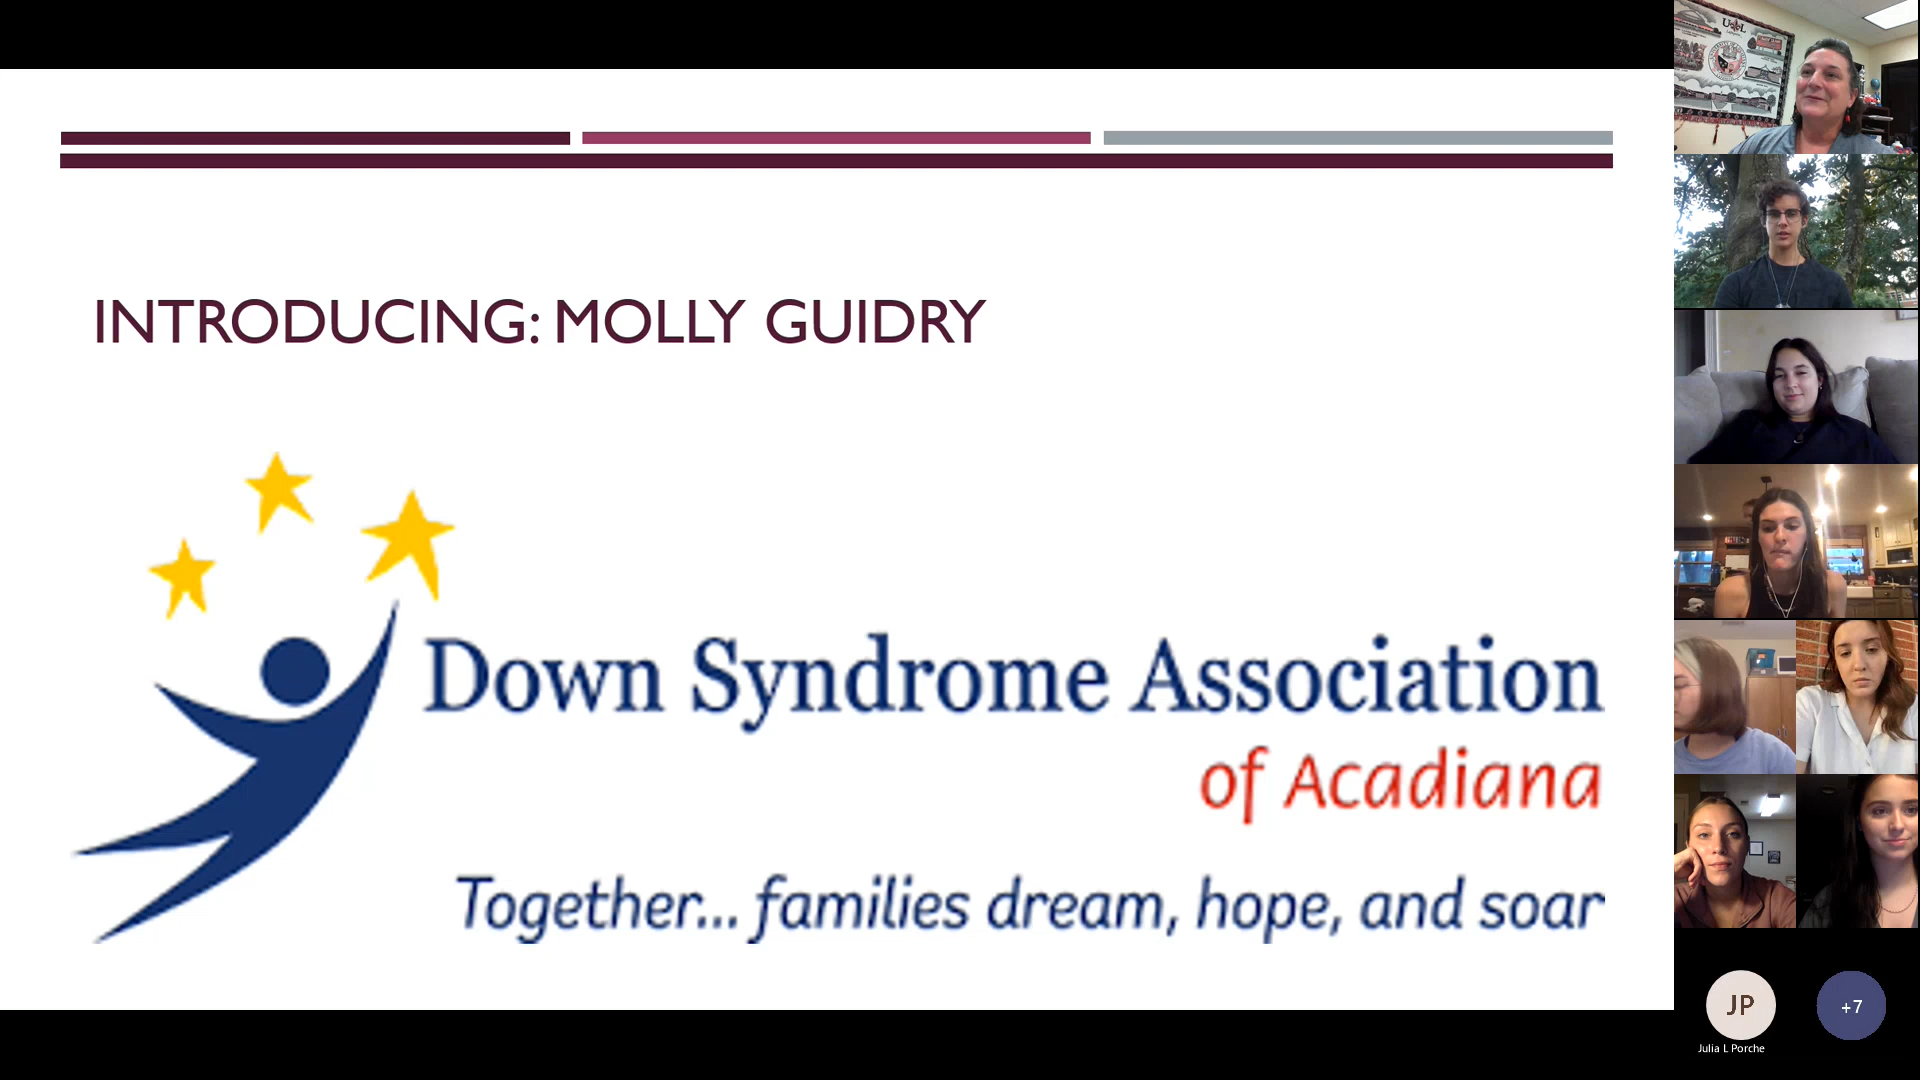 INTRODUCING: MOLLY GUIDRY
Down Syndrome Association
of Acadiana
Together... families dream, hope, and soar
JP
Julia L Porche
+7